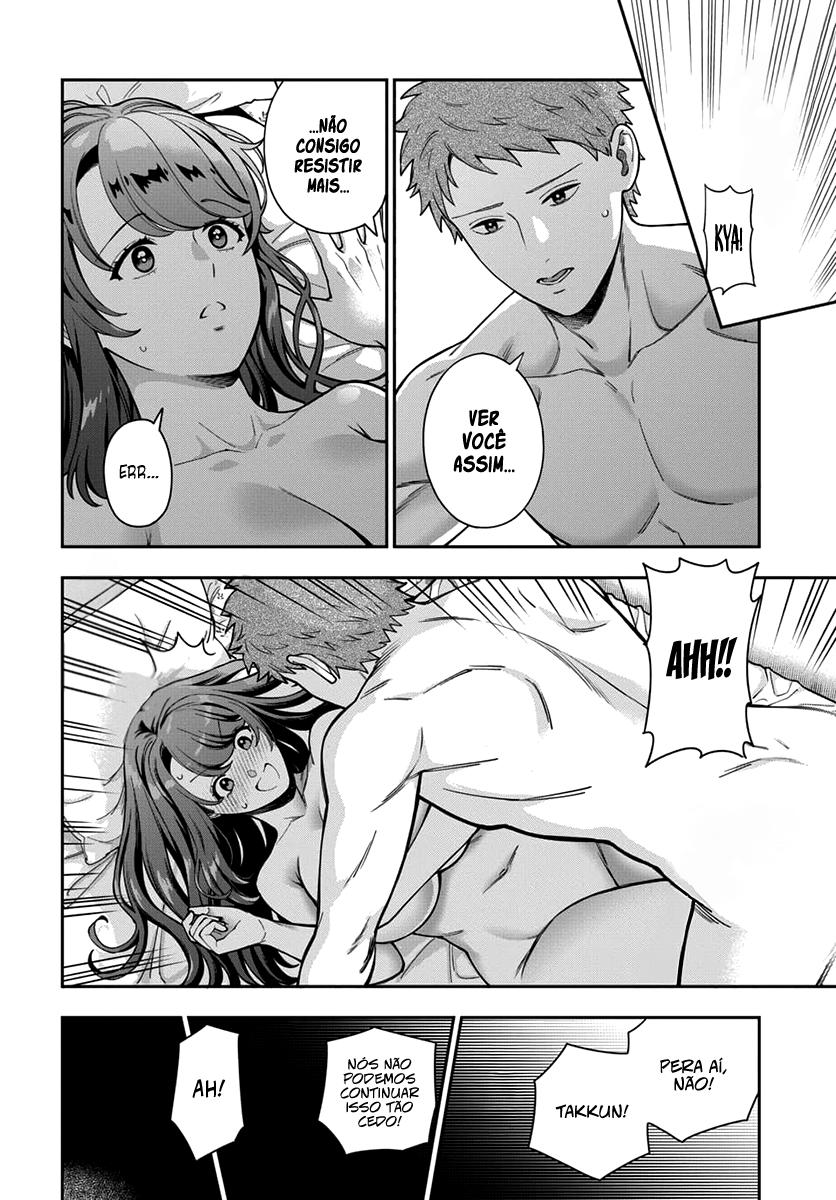 KYA!
VER
VOCÊ
ASSIM...
...NÃO
CONSIGO
RESISTIR
MAIS...
ERR...
AHH!!
PERA AÍ,
NÃO!
TAKKUN!
NÓS NÃO
PODEMOS
CONTINUAR
ISSO TÃO
CEDO!
AH!